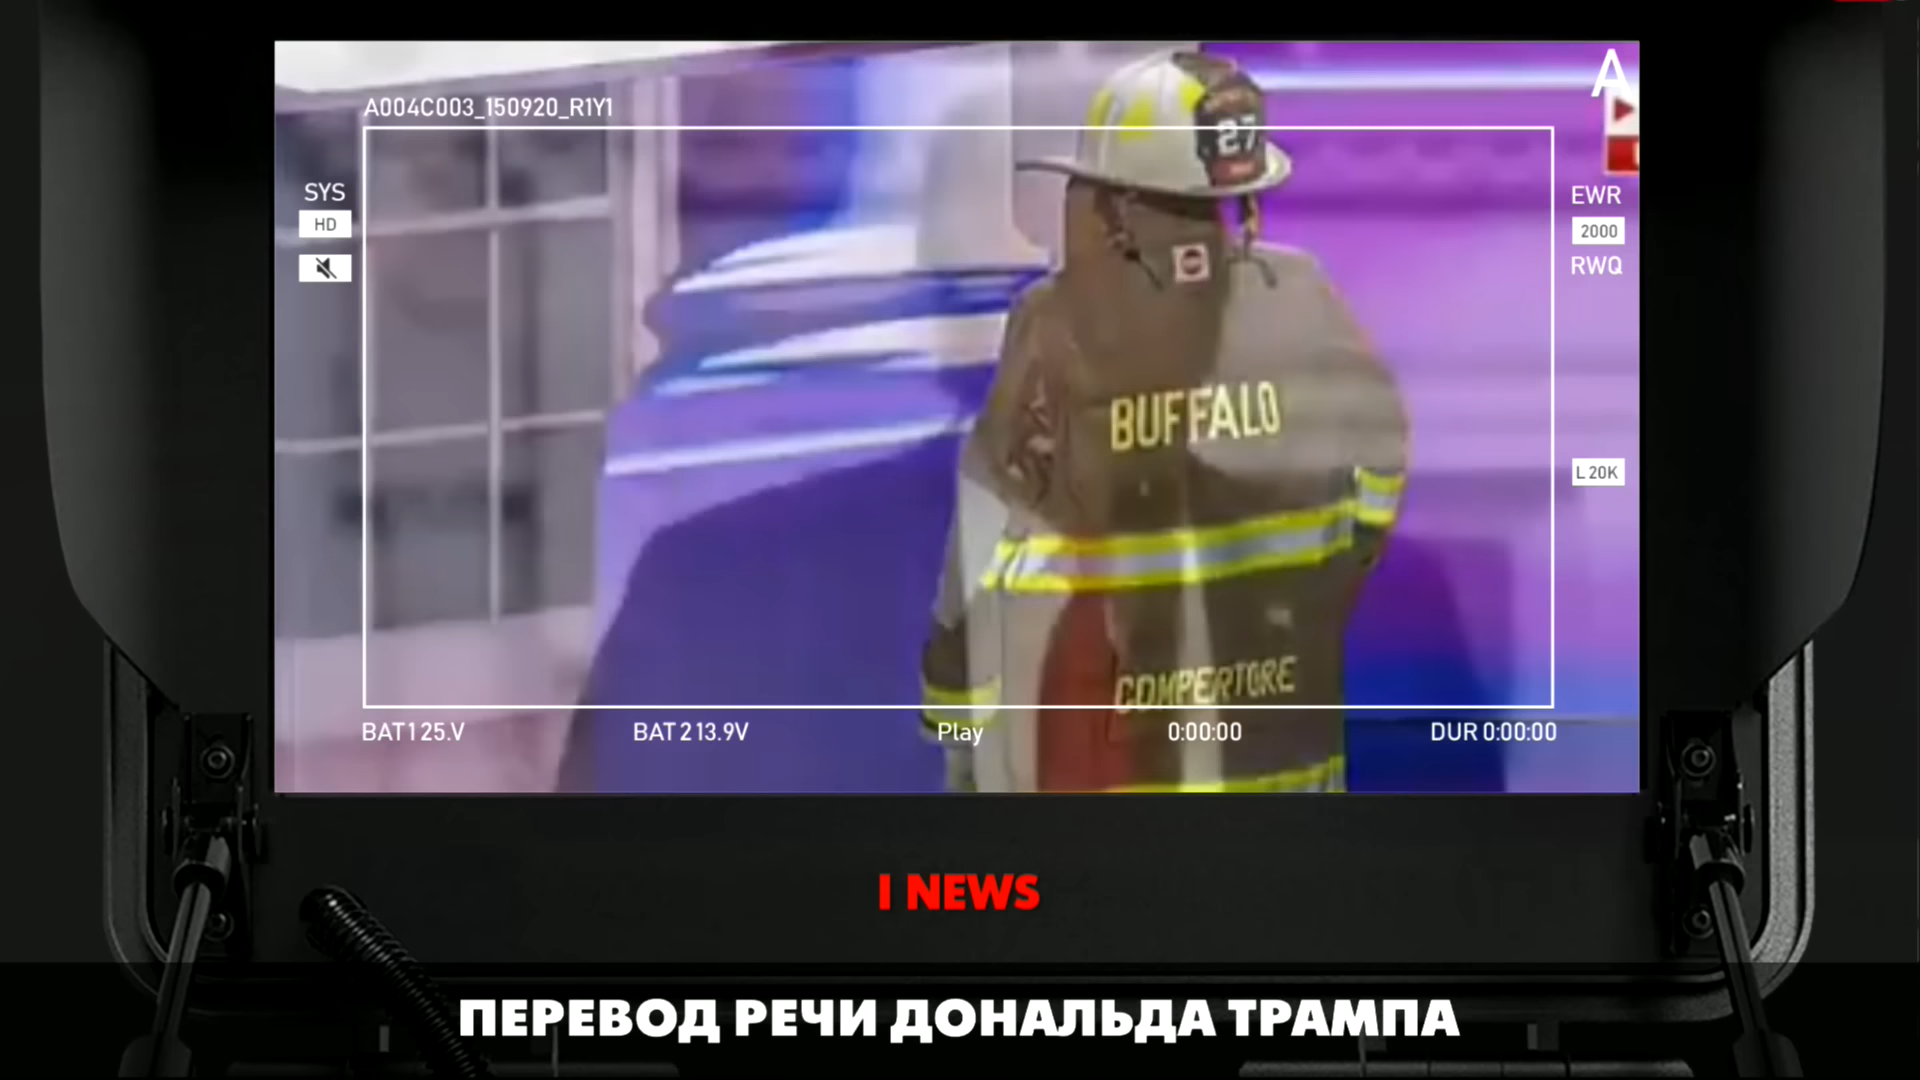 A
A004C003_150920_R1Y1
27
SYS
HD
EWR
2000
RWQ
BUFFALO
L 20K
COMPERTORE
BAT1 25.V
BAT 2 13.9V
Play
0:00:00
DUR 0:00:00
I NEWS
ПЕРЕВОД РЕЧИ ДОНАЛЬДА ТРАМПА